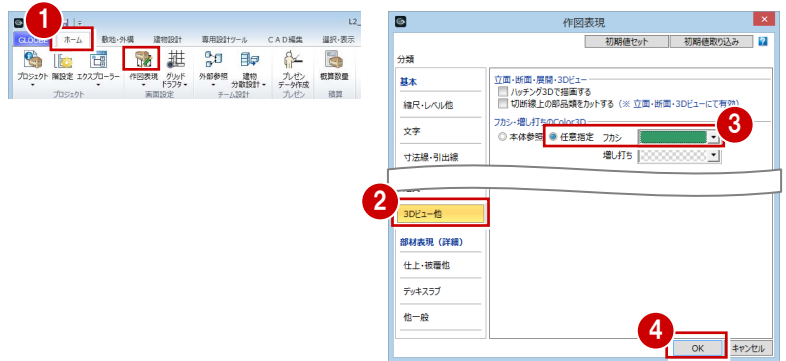 1
L2_
GLOOBE ホーム 敷地・外構 建物設計 専用設計ツール CAD編集 選択・表示
プロジェクト 階設定 エクスプローラー 作図表現 グリッドドラフタ 外部参照 建物分散設計 プレゼンデータ作成 概算数量
プロジェクト 画面設定 チーム設計 プレゼン 積算
作図表現
初期値セット 初期値取り込み
分類
基本
縮尺・レベル他
文字
寸法線・引出線
立面・断面・展開・3Dビュー
ハッチング3Dで描画する
切断線上の部品類をカットする (※ 立面・断面・3Dビューにて有効)
フカシ・増し打ちのColor3D
本体参照 任意指定 フカシ
3
増し打ち
2
3Dビュー他
部材表現 (詳細)
仕上・被覆他
デッキスラブ
他一般
4
OK キャンセル